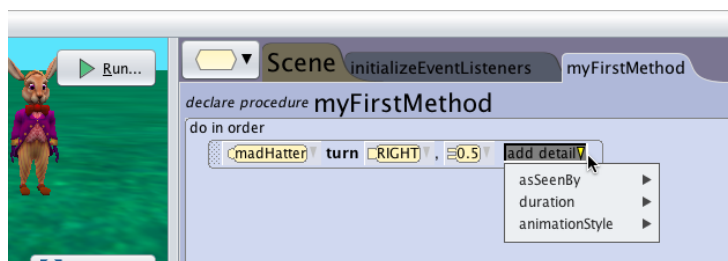 Run...
Scene initializeEventListeners myFirstMethod
declare procedure myFirstMethod
do in order
madHatter turn RIGHT , 0.5 add detail
asSeenBy
duration
animationStyle